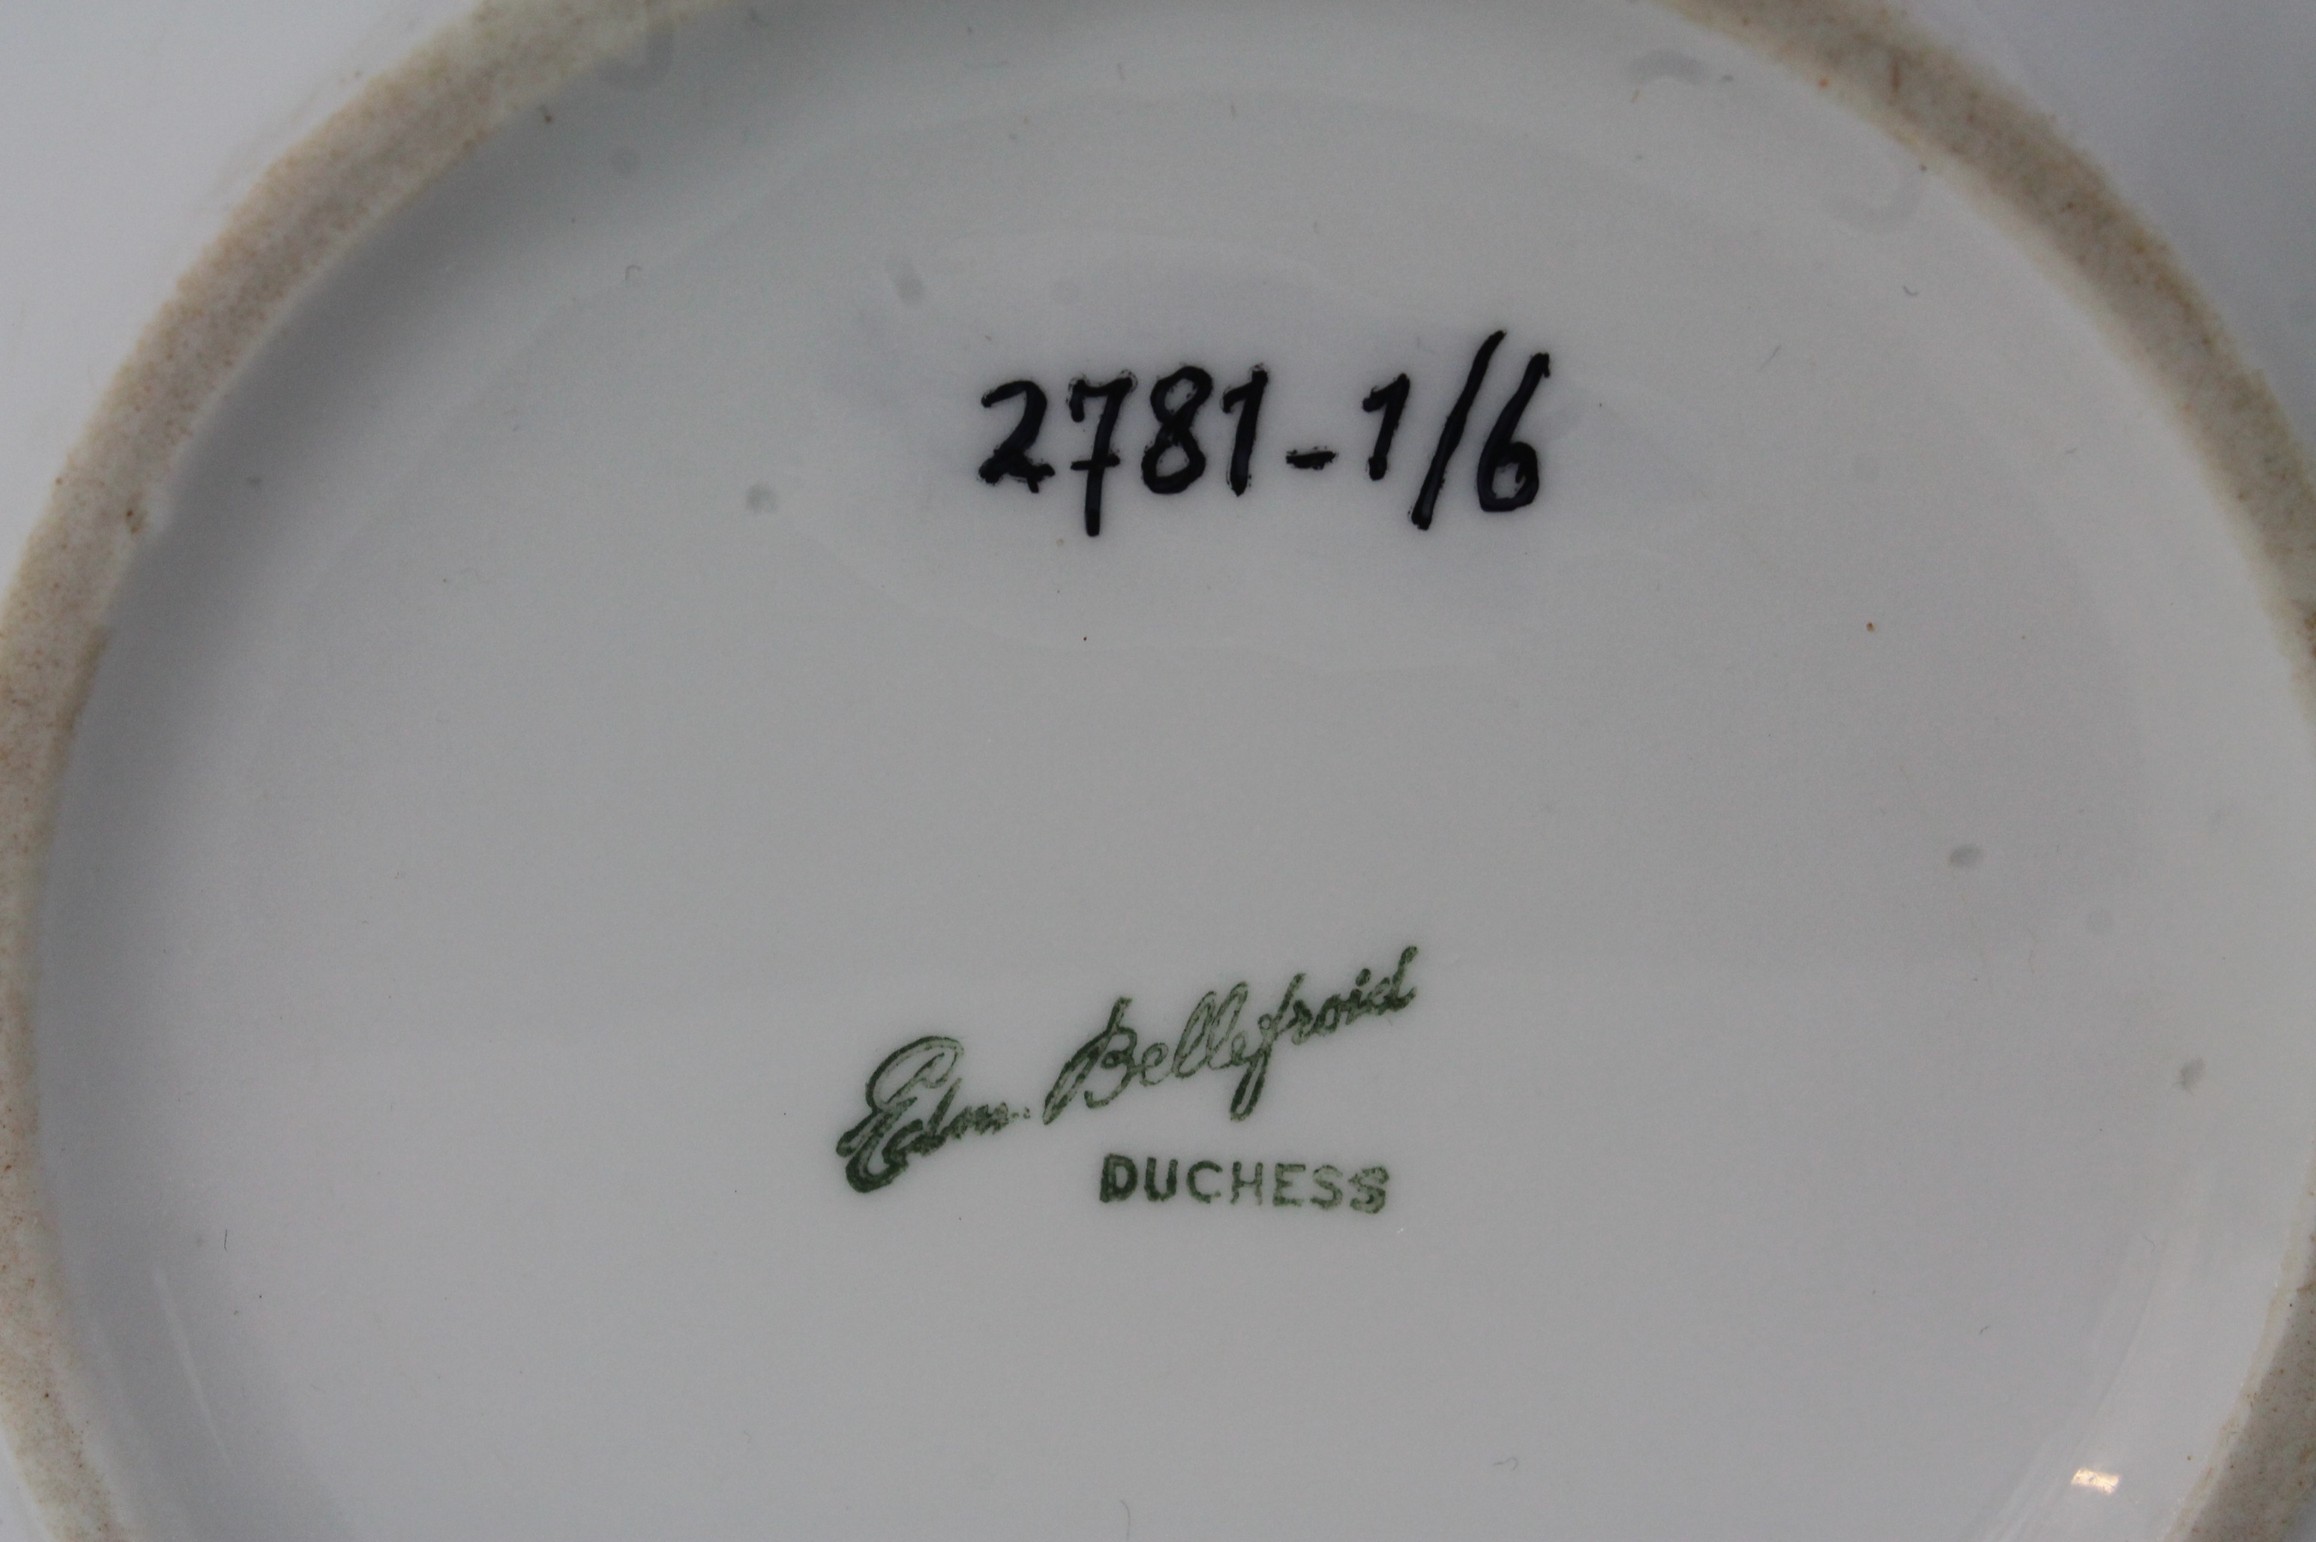 2781-1/6
Edm. Bellefroid
DUCHESS